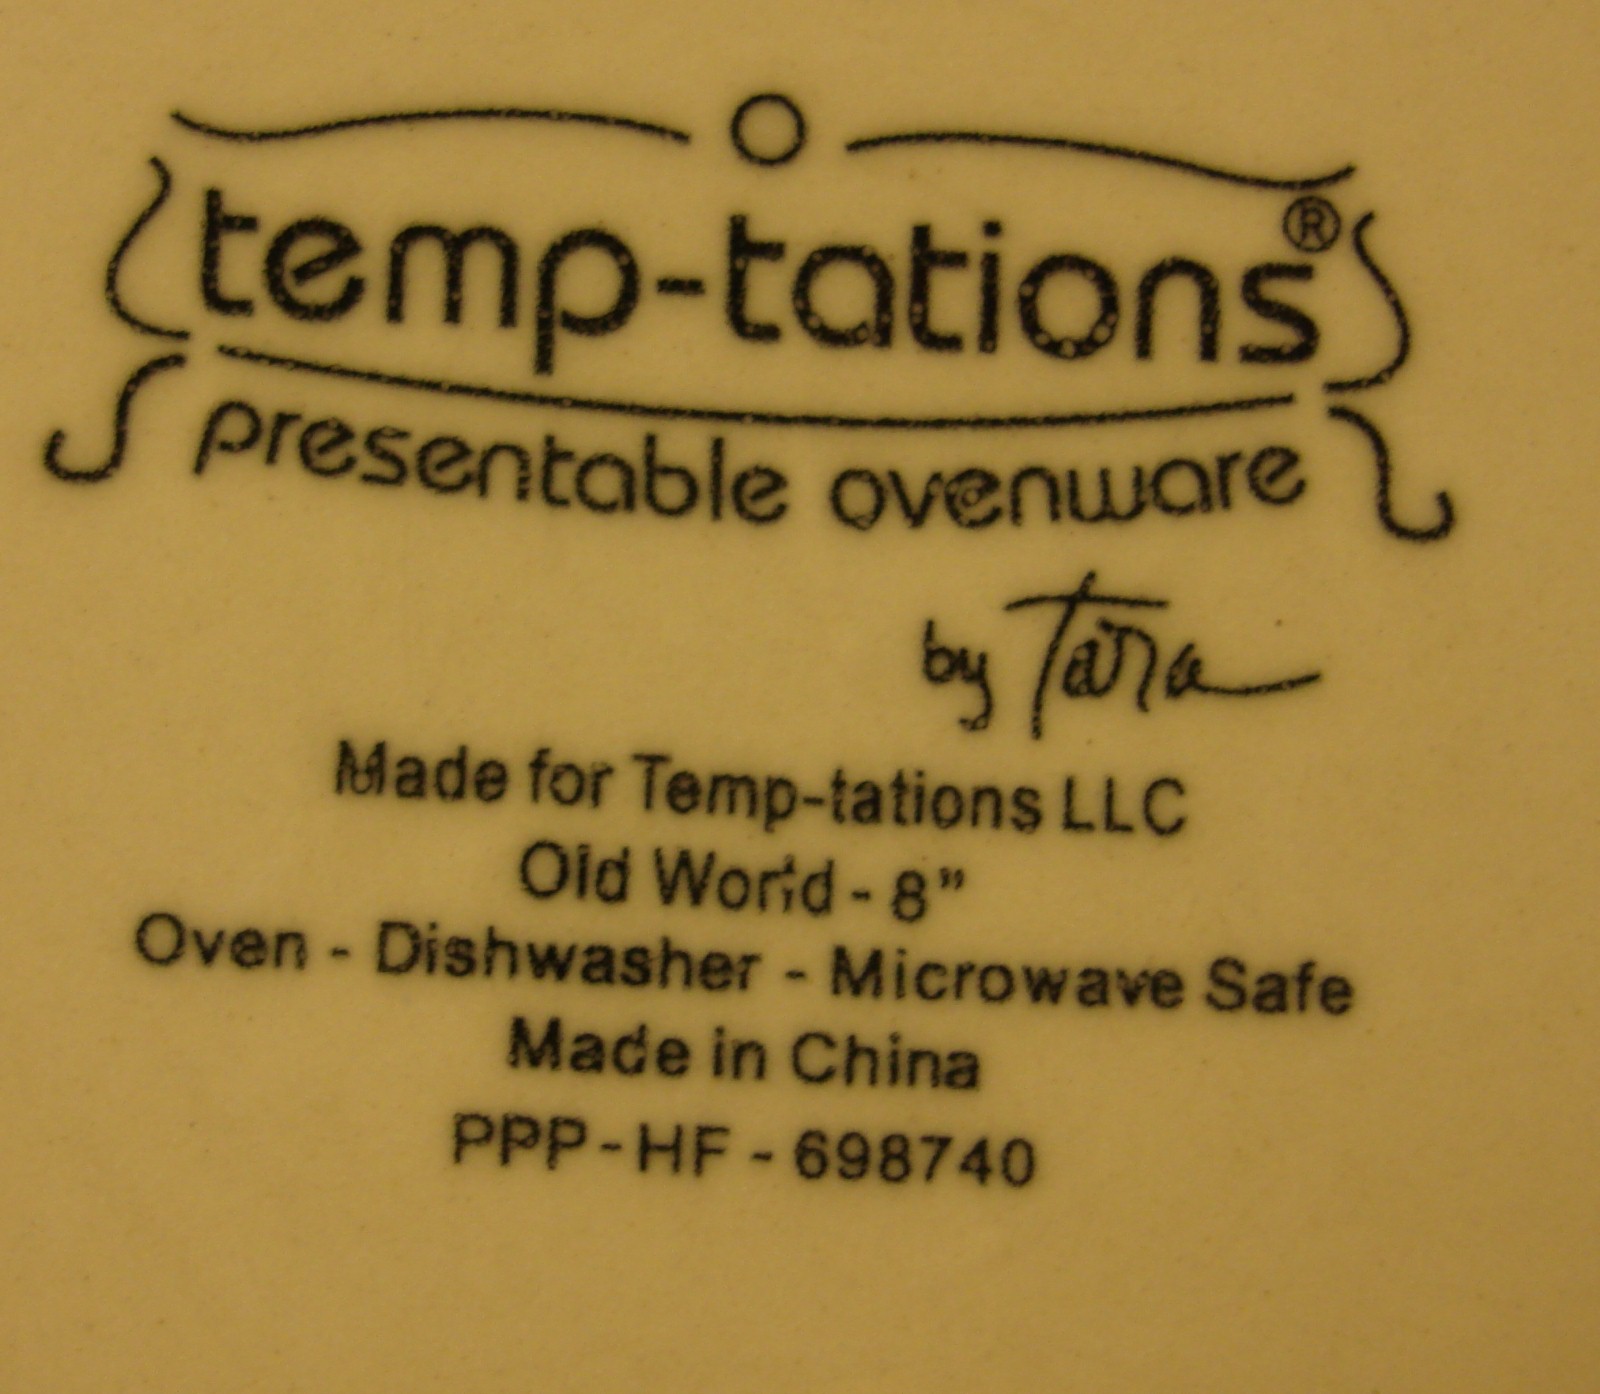 temp-tations®
presentable ovenware
by Tara
Made for Temp-tations LLC
Old World - 8”
Oven - Dishwasher - Microwave Safe
Made in China
PPP - HF - 698740